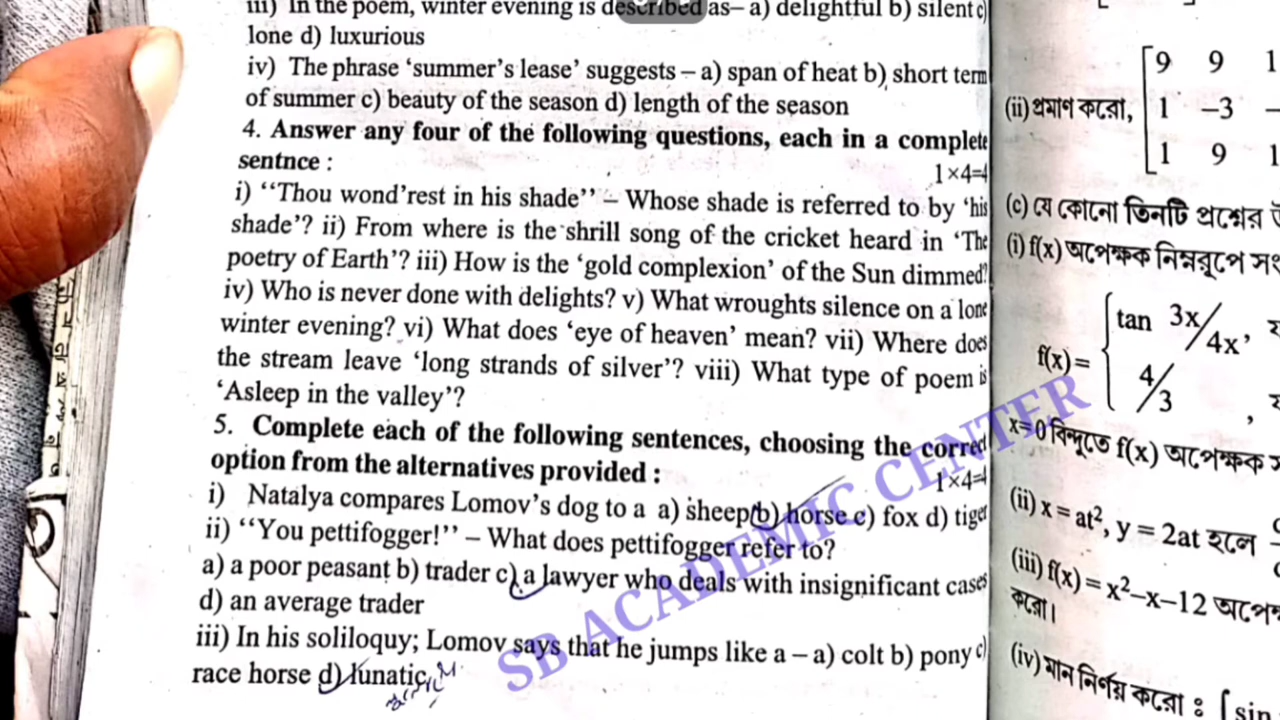 iii) In the poem, winter evening is described as– a) delightful b) silent c)
lone d) luxurious
iv) The phrase ‘summer’s lease’ suggests – a) span of heat b) short term
of summer c) beauty of the season d) length of the season
4. Answer any four of the following questions, each in a complete
sentnce :
1×4=4
i) ‘‘Thou wond’rest in his shade’’ – Whose shade is referred to by ‘his
shade’? ii) From where is the shrill song of the cricket heard in ‘The
poetry of Earth’? iii) How is the ‘gold complexion’ of the Sun dimmed?
iv) Who is never done with delights? v) What wroughts silence on a lone
winter evening? vi) What does ‘eye of heaven’ mean? vii) Where does
the stream leave ‘long strands of silver’? viii) What type of poem is
‘Asleep in the valley’?
5. Complete each of the following sentences, choosing the correct
option from the alternatives provided :
1×4=4
i) Natalya compares Lomov’s dog to a a) sheep b) horse c) fox d) tiger
ii) ‘‘You pettifogger!’’ – What does pettifogger refer to?
a) a poor peasant b) trader c) a lawyer who deals with insignificant cases
d) an average trader
iii) In his soliloquy; Lomov says that he jumps like a – a) colt b) pony c)
race horse d) lunatic
SB ACADEMIC CENTER
9 9 1
(ii) প্রমাণ করো, 1 –3 –
1 9 1
(c) যে কোনো তিনটি প্রশ্নের
(i) f(x) অপেক্ষক নিম্নরূপে
f(x) = { tan 3x/4x,
4/3 ,
x=0 বিন্দুতে f(x) অপেক্ষক
(ii) x = at², y = 2at হলে
(iii) f(x) = x²–x–12
করো।
(iv) মান নির্ণয় করো : ∫ sin